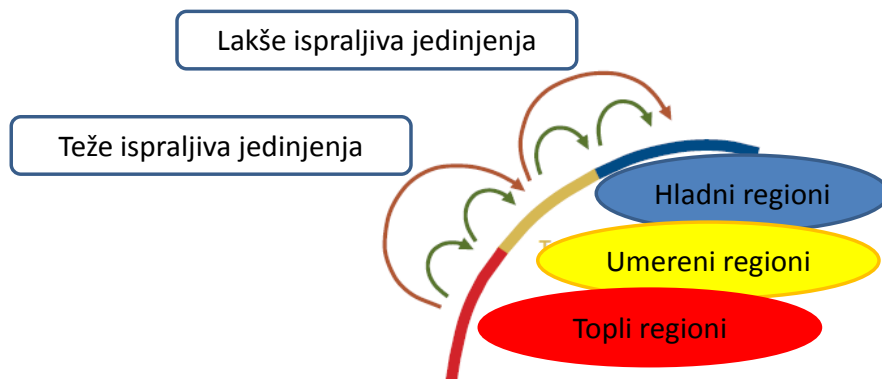 Lakše ispraljiva jedinjenja
Teže ispraljiva jedinjenja
Hladni regioni
T
Umereni regioni
Topli regioni